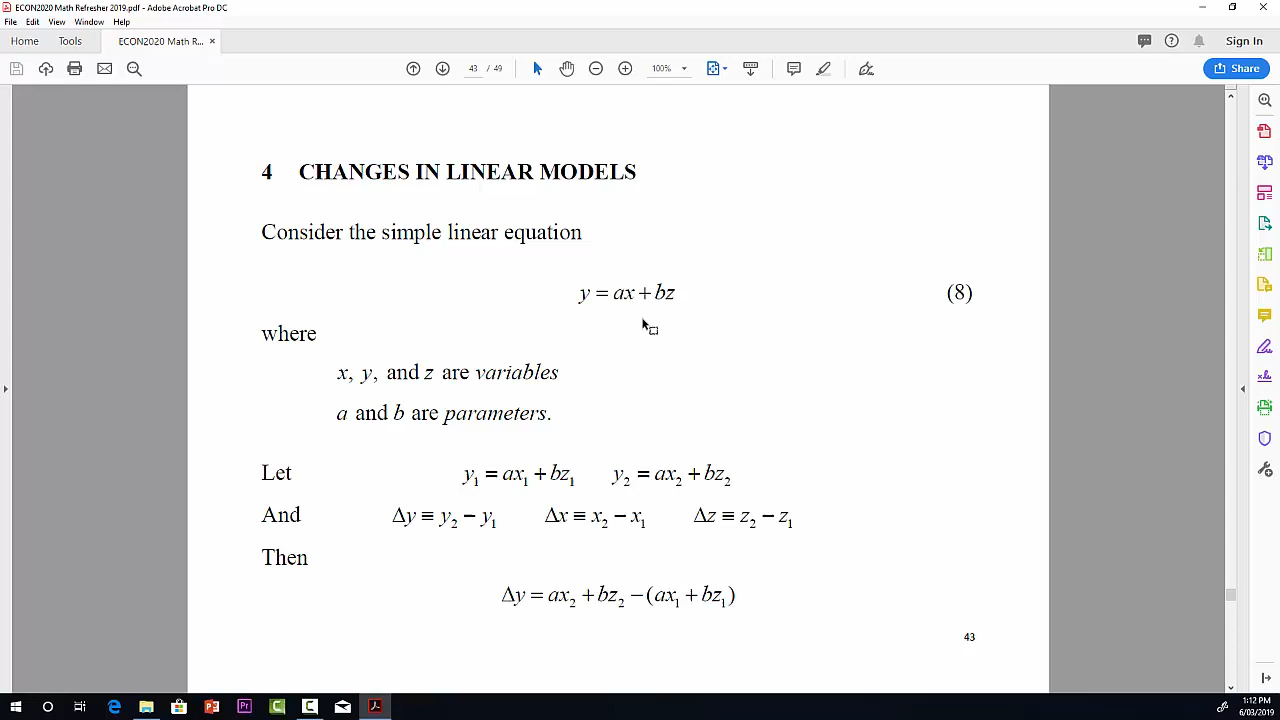 ECON2020 Math Refresher 2019.pdf - Adobe Acrobat Pro DC
File Edit View Window Help
Home Tools ECON2020 Math R... × Sign In
43 / 49 100% Share
4 CHANGES IN LINEAR MODELS
Consider the simple linear equation
y = ax + bz (8)
where
x, y, and z are variables
a and b are parameters.
Let y₁ = ax₁ + bz₁ y₂ = ax₂ + bz₂
And Δy ≡ y₂ − y₁ Δx ≡ x₂ − x₁ Δz ≡ z₂ − z₁
Then
Δy = ax₂ + bz₂ − (ax₁ + bz₁)
43
1:12 PM
6/03/2019